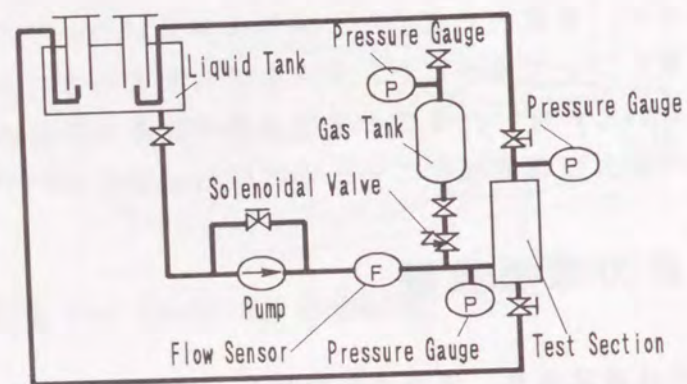 Pressure Gauge
Liquid Tank
P
Pressure Gauge
Gas Tank
P
Solenoidal Valve
F
Pump
P
Flow Sensor
Pressure Gauge
Test Section